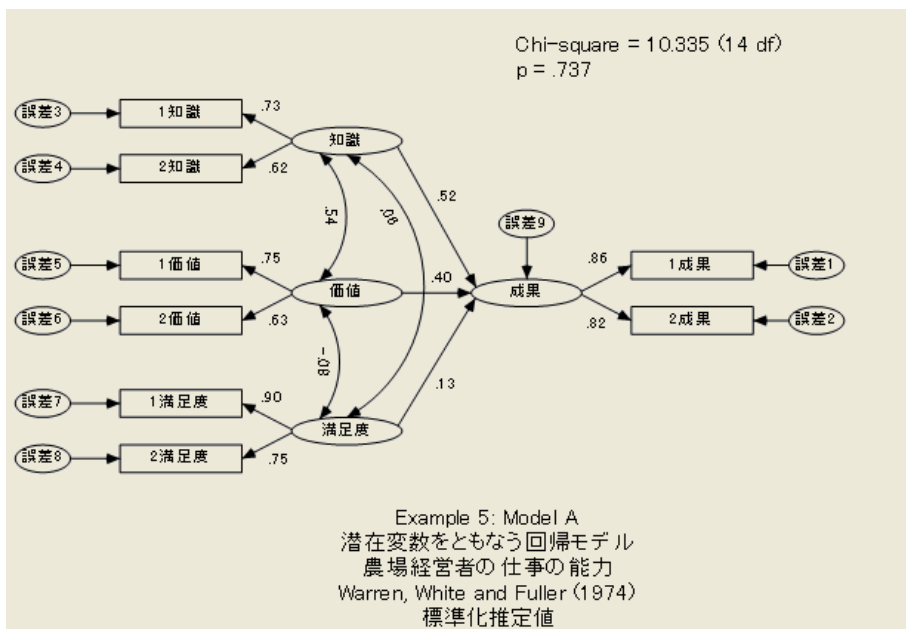 Chi-square = 10.335 (14 df)
p = .737
誤差3
1知識
.73
知識
誤差4
2知識
.62
.52
.54
.06
誤差9
誤差5
1価値
.75
価値
.40
成果
.86
1成果
誤差1
誤差6
2価値
.63
.82
2成果
誤差2
-.08
.13
誤差7
1満足度
.90
満足度
誤差8
2満足度
.75
Example 5: Model A
潜在変数をともなう回帰モデル
農場経営者の仕事の能力
Warren, White and Fuller (1974)
標準化推定値